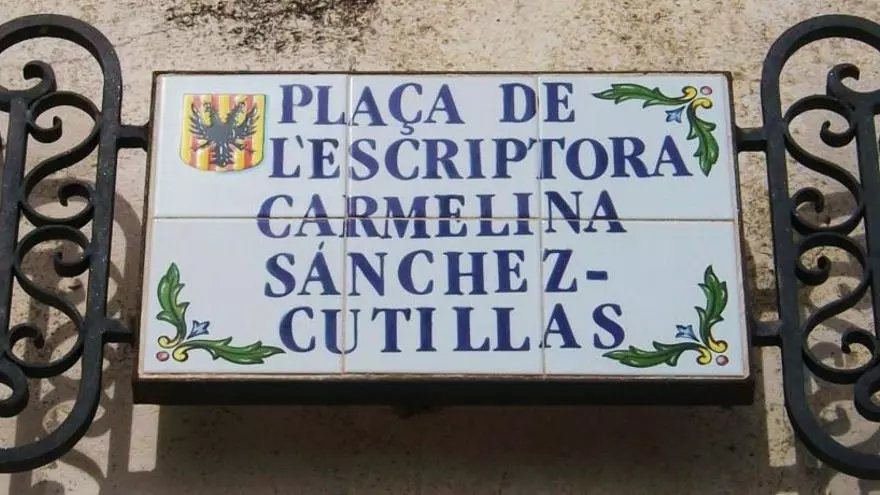 PLAÇA DE
L'ESCRIPTORA
CARMELINA
SÁNCHEZ-
CUTILLAS